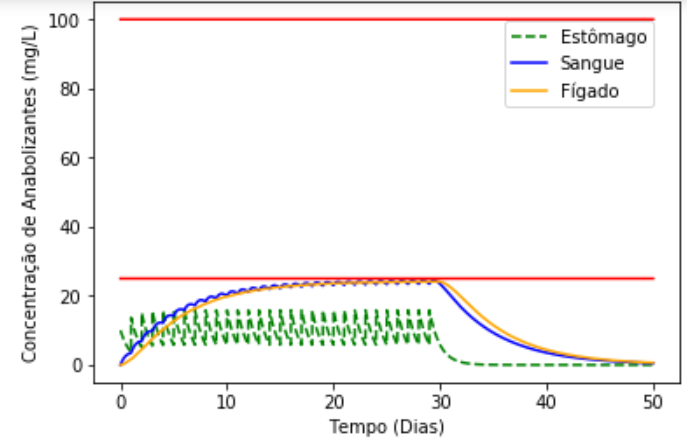 Concentração de Anabolizantes (mg/L)
100
80
60
40
20
0
Estômago
Sangue
Fígado
0 10 20 30 40 50
Tempo (Dias)